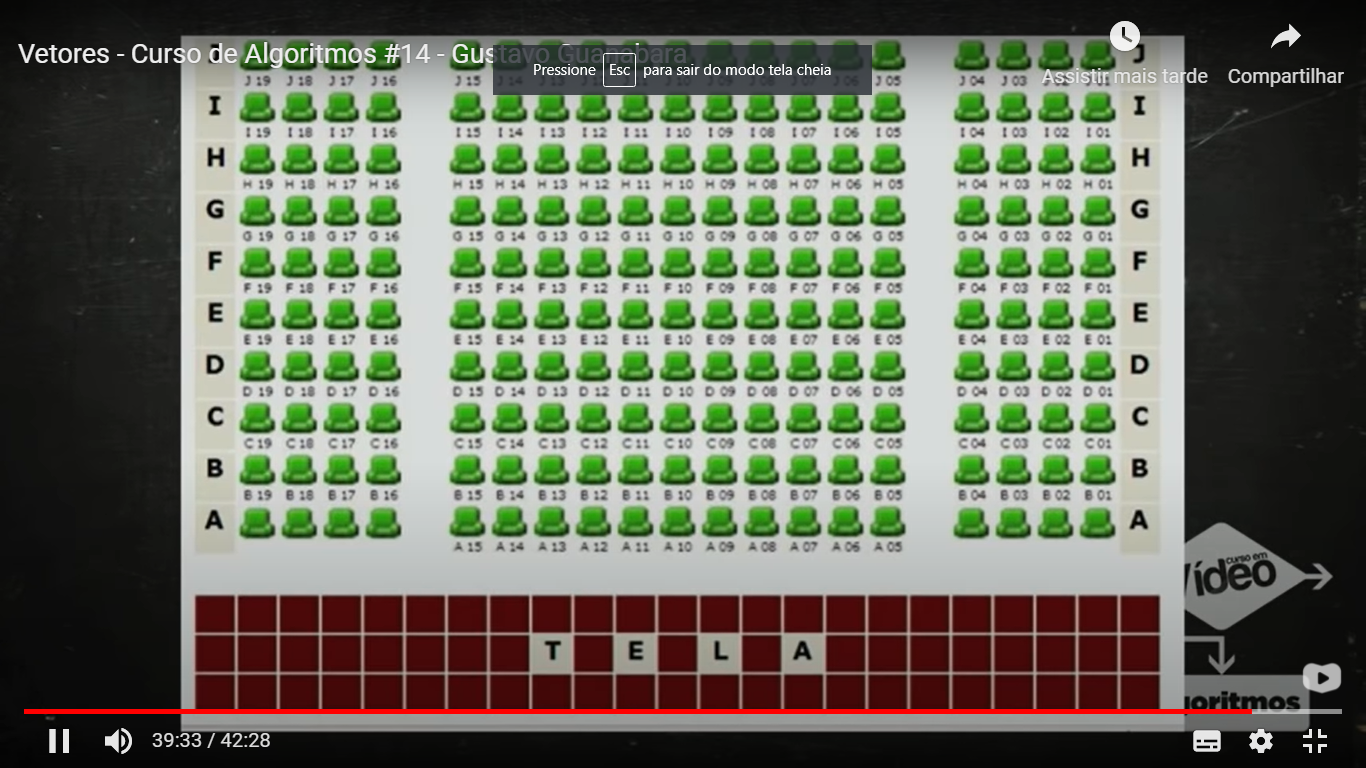 Vetores - Curso de Algoritmos #14 - Gustavo Guanabara
Pressione Esc para sair do modo tela cheia
Assistir mais tarde
Compartilhar
J J
J 19 J 18 J 17 J 16 J 15 J 14 J 05 J 04 J 03 J 02 J 01
I I
I 19 I 18 I 17 I 16 I 15 I 14 I 13 I 12 I 11 I 10 I 09 I 08 I 07 I 06 I 05 I 04 I 03 I 02 I 01
H H
H 19 H 18 H 17 H 16 H 15 H 14 H 13 H 12 H 11 H 10 H 09 H 08 H 07 H 06 H 05 H 04 H 03 H 02 H 01
G G
G 19 G 18 G 17 G 16 G 15 G 14 G 13 G 12 G 11 G 10 G 09 G 08 G 07 G 06 G 05 G 04 G 03 G 02 G 01
F F
F 19 F 18 F 17 F 16 F 15 F 14 F 13 F 12 F 11 F 10 F 09 F 08 F 07 F 06 F 05 F 04 F 03 F 02 F 01
E E
E 19 E 18 E 17 E 16 E 15 E 14 E 13 E 12 E 11 E 10 E 09 E 08 E 07 E 06 E 05 E 04 E 03 E 02 E 01
D D
D 19 D 18 D 17 D 16 D 15 D 14 D 13 D 12 D 11 D 10 D 09 D 08 D 07 D 06 D 05 D 04 D 03 D 02 D 01
C C
C 19 C 18 C 17 C 16 C 15 C 14 C 13 C 12 C 11 C 10 C 09 C 08 C 07 C 06 C 05 C 04 C 03 C 02 C 01
B B
B 19 B 18 B 17 B 16 B 15 B 14 B 13 B 12 B 11 B 10 B 09 B 08 B 07 B 06 B 05 B 04 B 03 B 02 B 01
A A
A 15 A 14 A 13 A 12 A 11 A 10 A 09 A 08 A 07 A 06 A 05
curso em
Vídeo
T E L A
goritmos
39:33 / 42:28